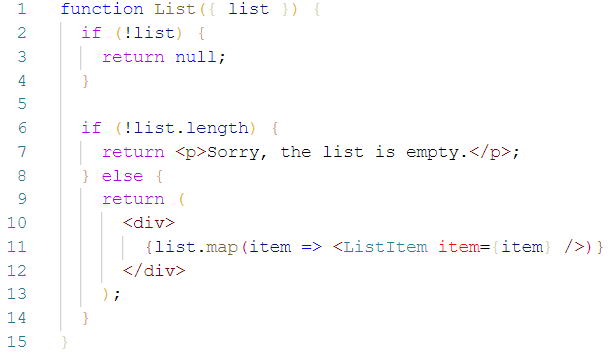 1 function List({ list }) {
2 if (!list) {
3 return null;
4 }
5
6 if (!list.length) {
7 return <p>Sorry, the list is empty.</p>;
8 } else {
9 return (
10 <div>
11 {list.map(item => <ListItem item={item} />)}
12 </div>
13 );
14 }
15 }